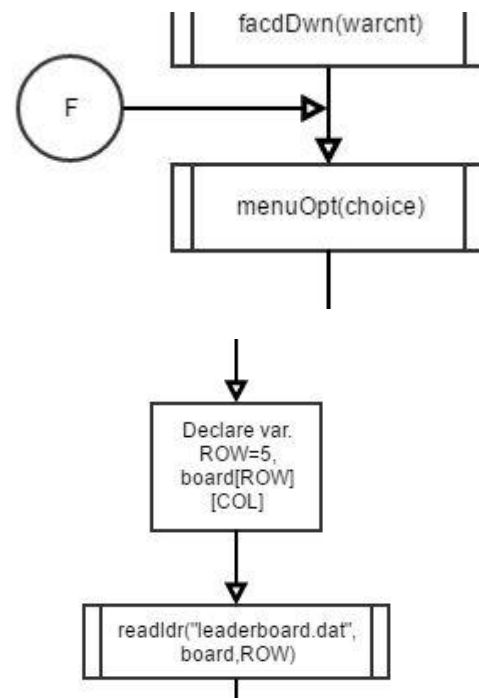 facdDwn(warcnt)
F
menuOpt(choice)
Declare var.
ROW=5,
board[ROW]
[COL]
readldr("leaderboard.dat",
board,ROW)